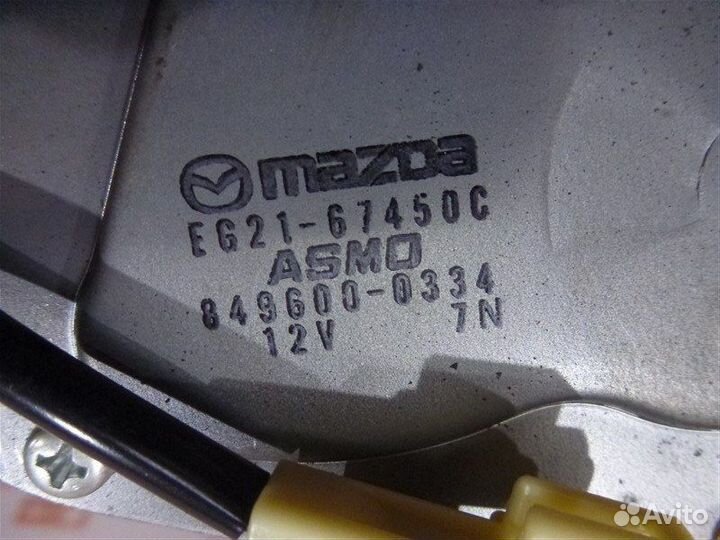 mazda
EG21-67450C
ASMO
849600-0334
12V 7N
Avito